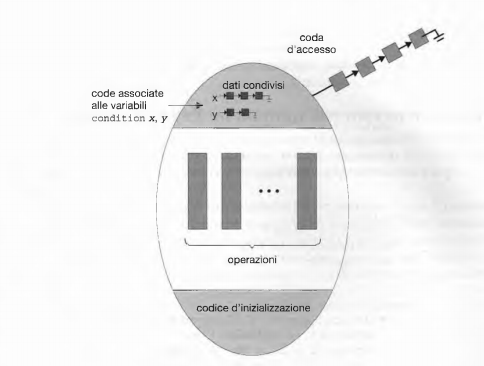 coda
d'accesso
dati condivisi
code associate
alle variabili
condition x, y
x
y
operazioni
codice d'inizializzazione